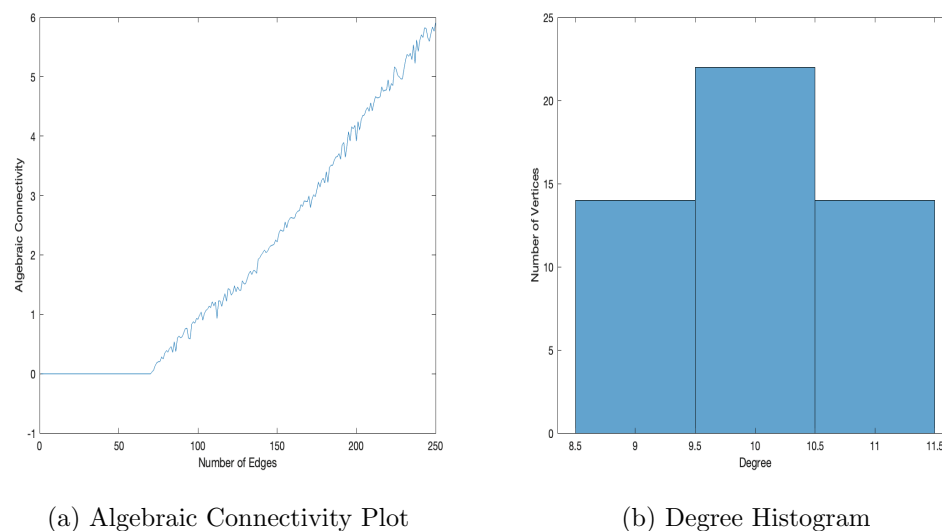 6
5
4
3
2
1
0
-1
Algebraic Connectivity
0 50 100 150 200 250
Number of Edges
25
20
15
10
5
0
Number of Vertices
8.5 9 9.5 10 10.5 11 11.5
Degree
(a) Algebraic Connectivity Plot
(b) Degree Histogram